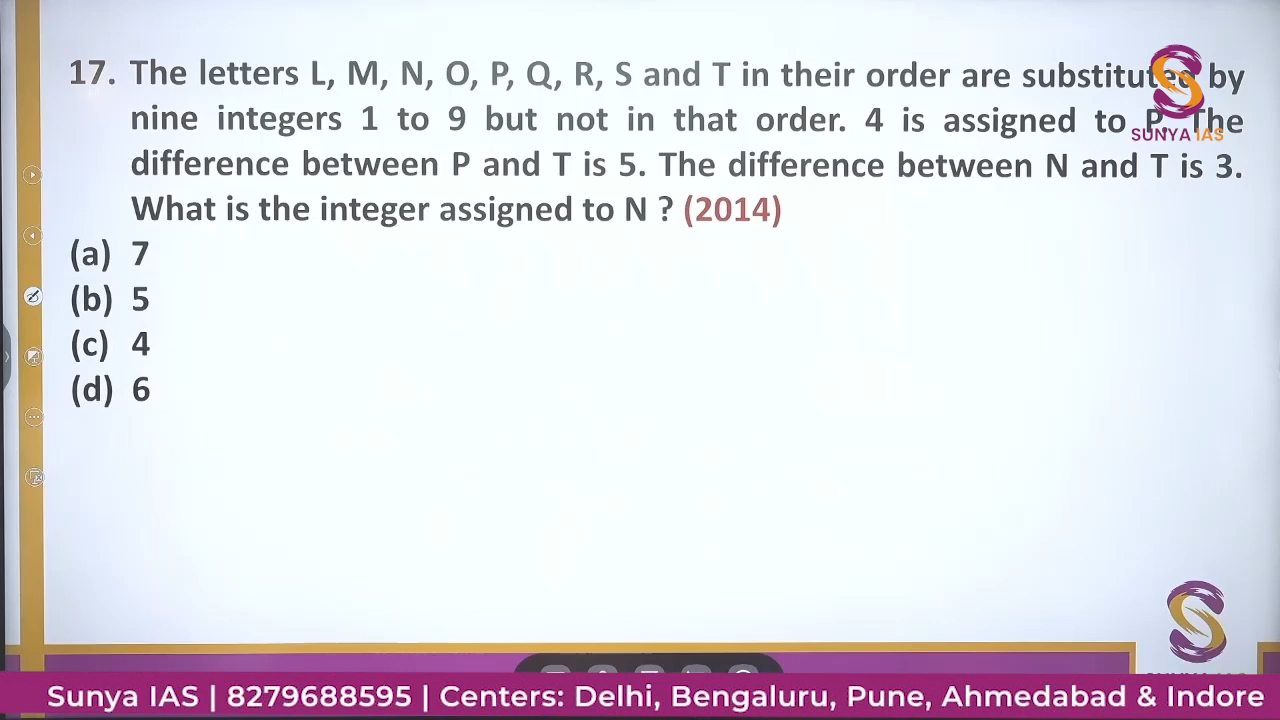 17. The letters L, M, N, O, P, Q, R, S and T in their order are substituted by
nine integers 1 to 9 but not in that order. 4 is assigned to P. The
difference between P and T is 5. The difference between N and T is 3.
What is the integer assigned to N ? (2014)
(a) 7
(b) 5
(c) 4
(d) 6
SUNYA IAS
Sunya IAS | 8279688595 | Centers: Delhi, Bengaluru, Pune, Ahmedabad & Indore